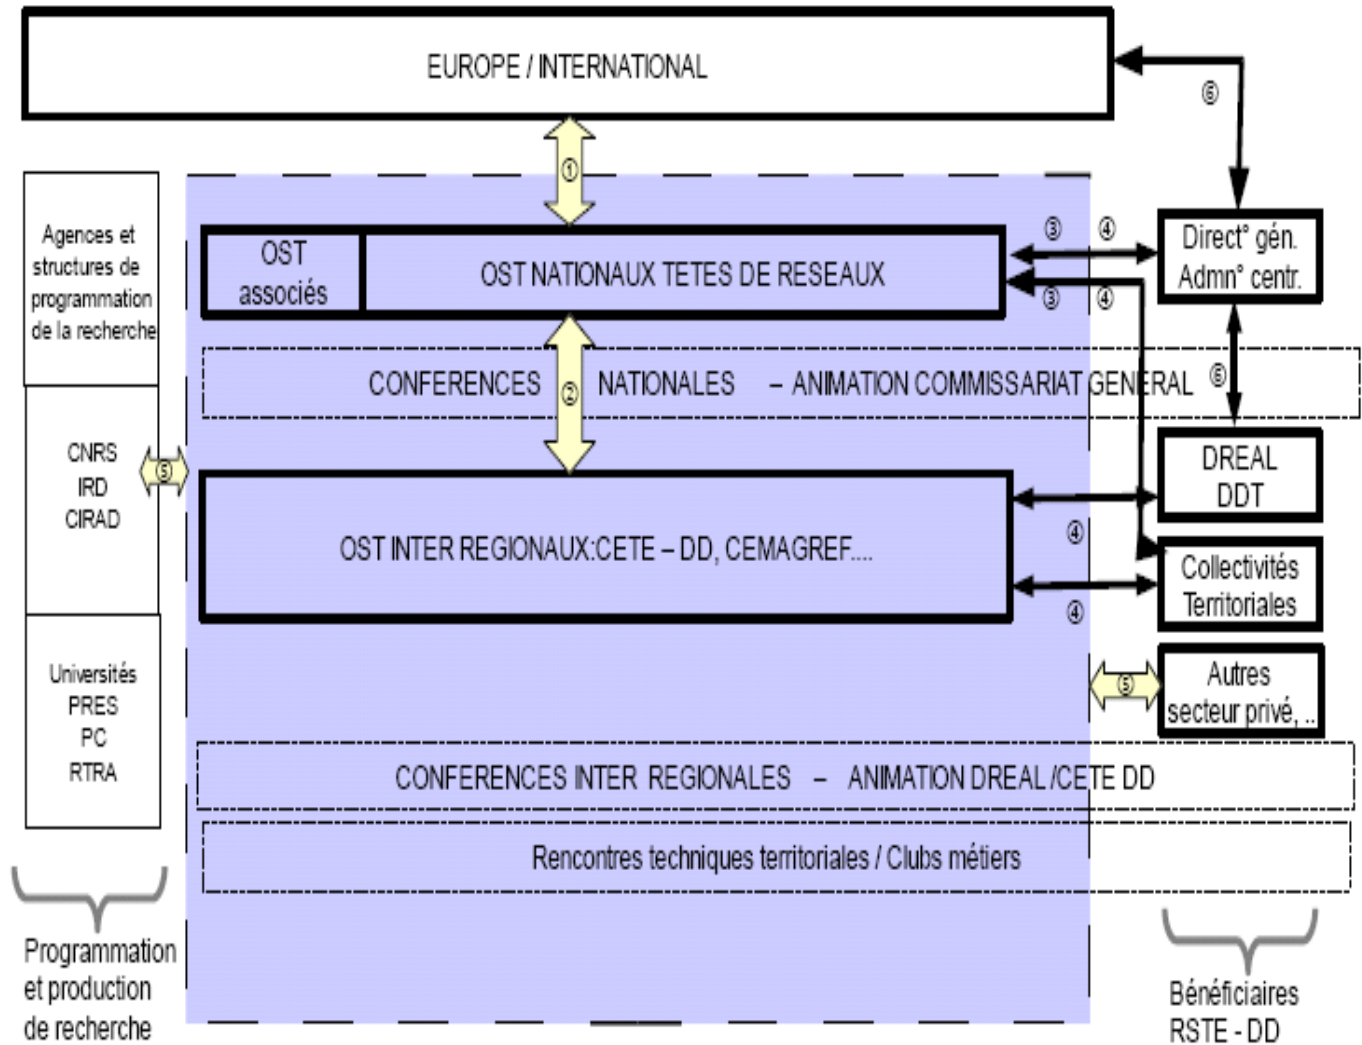 EUROPE / INTERNATIONAL
⑥
①
Agences et
structures de
programmation
de la recherche
OST
associés
OST NATIONAUX TETES DE RESEAUX
③ ④
③ ④
Direct° gén.
Admn° centr.
CONFERENCES NATIONALES – ANIMATION COMMISSARIAT GENERAL
②
⑥
CNRS
IRD
CIRAD
⑤
OST INTER REGIONAUX:CETE – DD, CEMAGREF....
④
④
DREAL
DDT
Collectivités
Territoriales
Universités
PRES
PC
RTRA
⑤
Autres
secteur privé, ..
CONFERENCES INTER REGIONALES – ANIMATION DREAL /CETE DD
Rencontres techniques territoriales / Clubs métiers
Programmation
et production
de recherche
Bénéficiaires
RSTE - DD